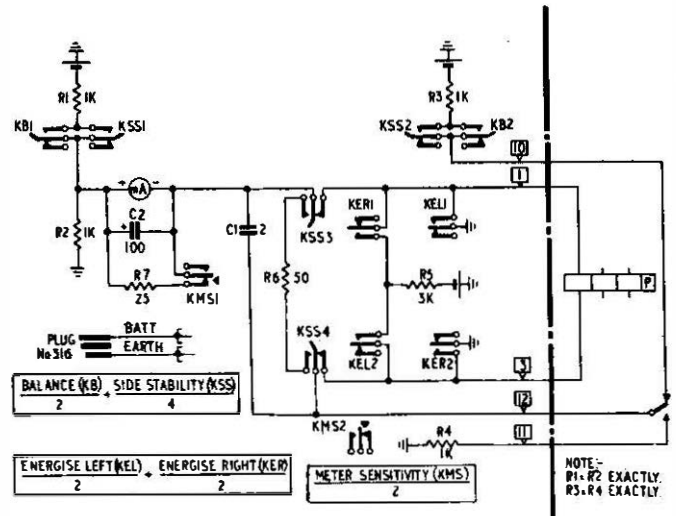 R1 1K
R3 1K
KB1 KSS1
KSS2 KB2
10
1
+ mA -
KER1 KEL1
C2
+
100
C1 2
KSS3
R2 1K
R7
25
KMS1
R6 50
R5
3K
P
KSS4
BATT
PLUG
No 316
EARTH
KEL2 KER2
3
BALANCE (KB) + SIDE STABILITY (KSS)
2 4
12
KMS2
11
R4
1K
ENERGISE LEFT (KEL) + ENERGISE RIGHT (KER)
2 2
METER SENSITIVITY (KMS)
2
NOTE:-
R1=R2 EXACTLY.
R3=R4 EXACTLY.